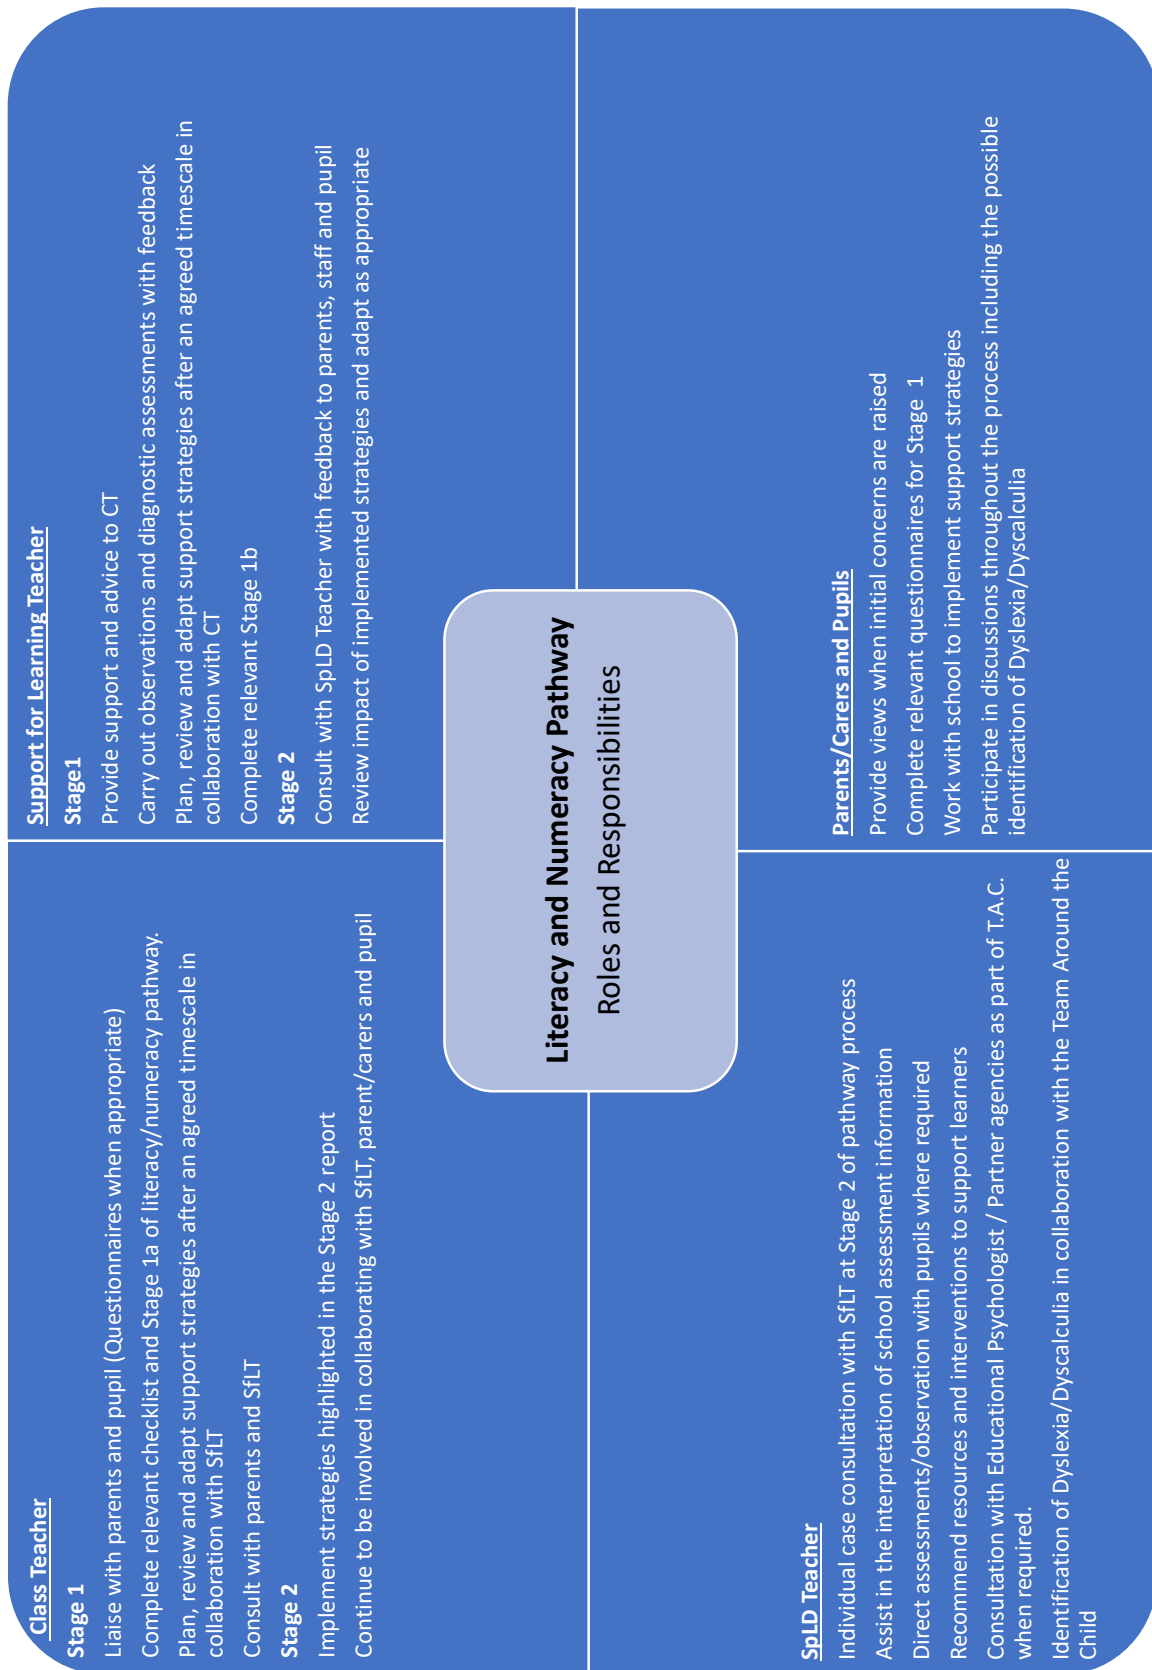 Class Teacher
Stage 1
Liaise with parents and pupil (Questionnaires when appropriate)
Complete relevant checklist and Stage 1a of literacy/numeracy pathway.
Plan, review and adapt support strategies after an agreed timescale in
collaboration with SfLT
Consult with parents and SfLT
Stage 2
Implement strategies highlighted in the Stage 2 report
Continue to be involved in collaborating with SfLT, parent/carers and pupil
Support for Learning Teacher
Stage1
Provide support and advice to CT
Carry out observations and diagnostic assessments with feedback
Plan, review and adapt support strategies after an agreed timescale in
collaboration with CT
Complete relevant Stage 1b
Stage 2
Consult with SpLD Teacher with feedback to parents, staff and pupil
Review impact of implemented strategies and adapt as appropriate
Literacy and Numeracy Pathway
Roles and Responsibilities
SpLD Teacher
Individual case consultation with SfLT at Stage 2 of pathway process
Assist in the interpretation of school assessment information
Direct assessments/observation with pupils where required
Recommend resources and interventions to support learners
Consultation with Educational Psychologist / Partner agencies as part of T.A.C.
when required.
Identification of Dyslexia/Dyscalculia in collaboration with the Team Around the
Child
Parents/Carers and Pupils
Provide views when initial concerns are raised
Complete relevant questionnaires for Stage 1
Work with school to implement support strategies
Participate in discussions throughout the process including the possible
identification of Dyslexia/Dyscalculia